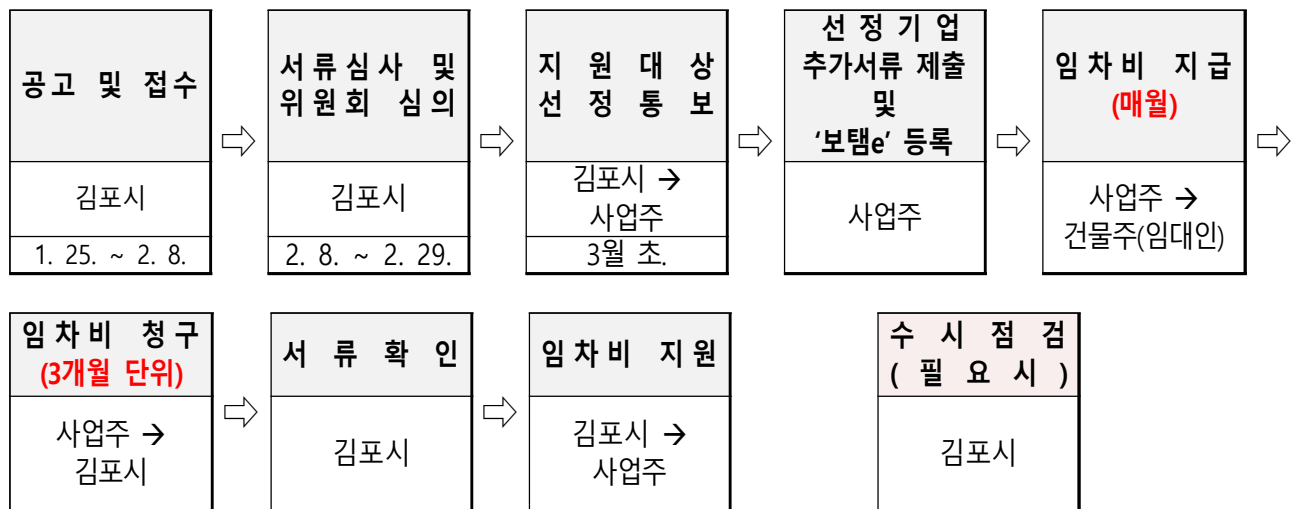 공고 및 접수
김포시
1. 25. ~ 2. 8.
⇨
서류심사 및
위원회 심의
김포시
2. 8. ~ 2. 29.
⇨
지원대상
선정통보
김포시 →
사업주
3월 초.
⇨
선정기업
추가서류 제출
및
‘보탬e’ 등록
사업주
⇨
임차비 지급
(매월)
사업주 →
건물주(임대인)
⇨
임차비 청구
(3개월 단위)
사업주 →
김포시
⇨
서류확인
김포시
⇨
임차비 지원
김포시 →
사업주
수시점검
(필요시)
김포시